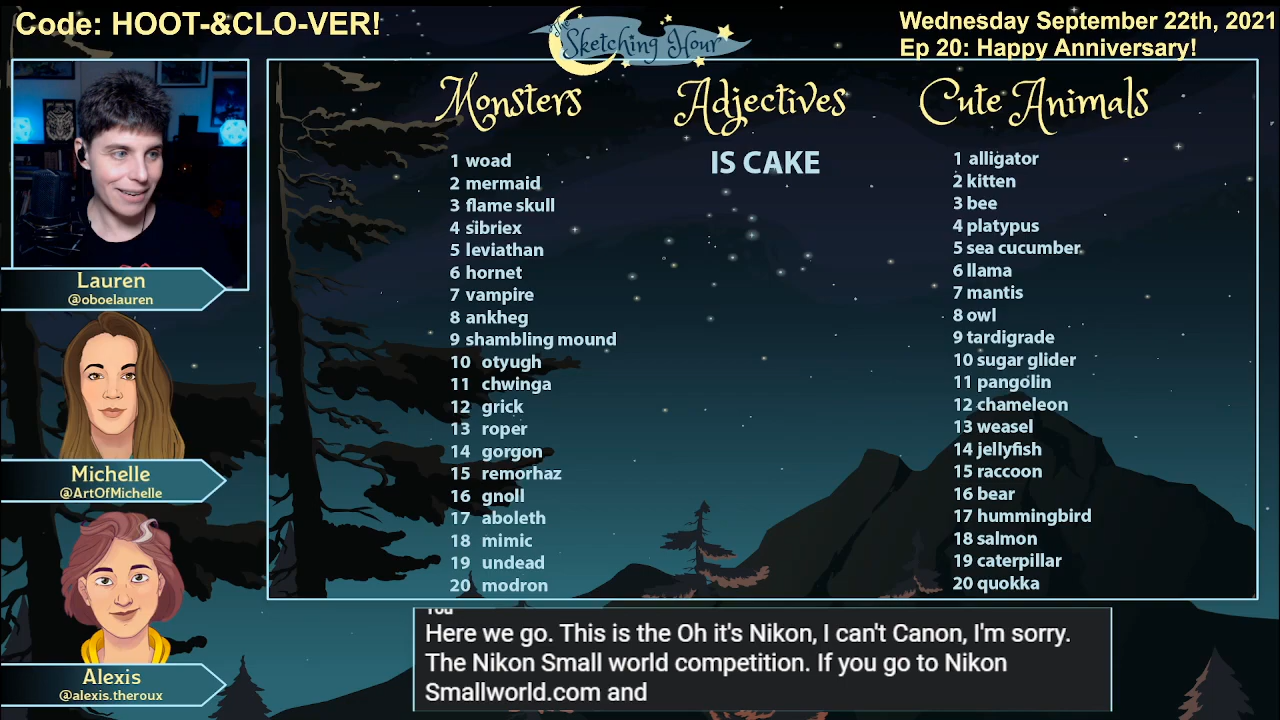 Code: HOOT-&CLO-VER!
The
Sketching Hour
Wednesday September 22th, 2021
Ep 20: Happy Anniversary!
Monsters
1 woad
2 mermaid
3 flame skull
4 sibriex
5 leviathan
6 hornet
7 vampire
8 ankheg
9 shambling mound
10 otyugh
11 chwinga
12 grick
13 roper
14 gorgon
15 remorhaz
16 gnoll
17 aboleth
18 mimic
19 undead
20 modron
Adjectives
IS CAKE
Cute Animals
1 alligator
2 kitten
3 bee
4 platypus
5 sea cucumber
6 llama
7 mantis
8 owl
9 tardigrade
10 sugar glider
11 pangolin
12 chameleon
13 weasel
14 jellyfish
15 raccoon
16 bear
17 hummingbird
18 salmon
19 caterpillar
20 quokka
Lauren
@oboelauren
Michelle
@ArtOfMichelle
Alexis
@alexis.theroux
You
Here we go. This is the Oh it's Nikon, I can't Canon, I'm sorry.
The Nikon Small world competition. If you go to Nikon
Smallworld.com and